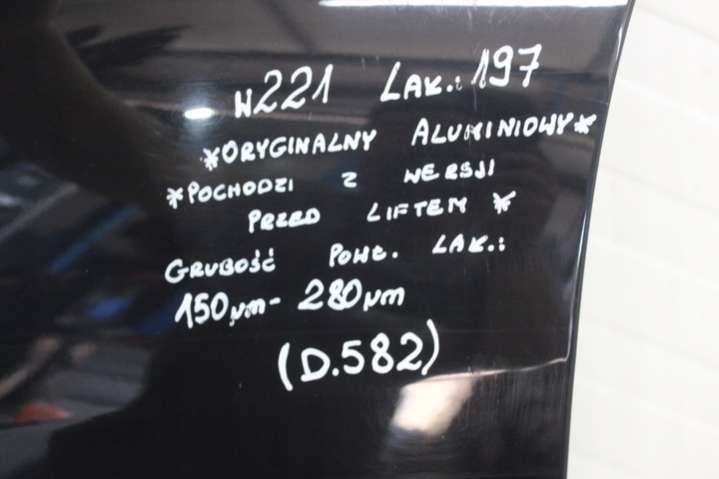 W221 LAK.: 197
*ORYGINALNY ALUMINIOWY*
*POCHODZI Z WERSJI
PRZED LIFTEM *
GRUBOŚĆ POWŁ. LAK.:
150µm - 280µm
(D.582)